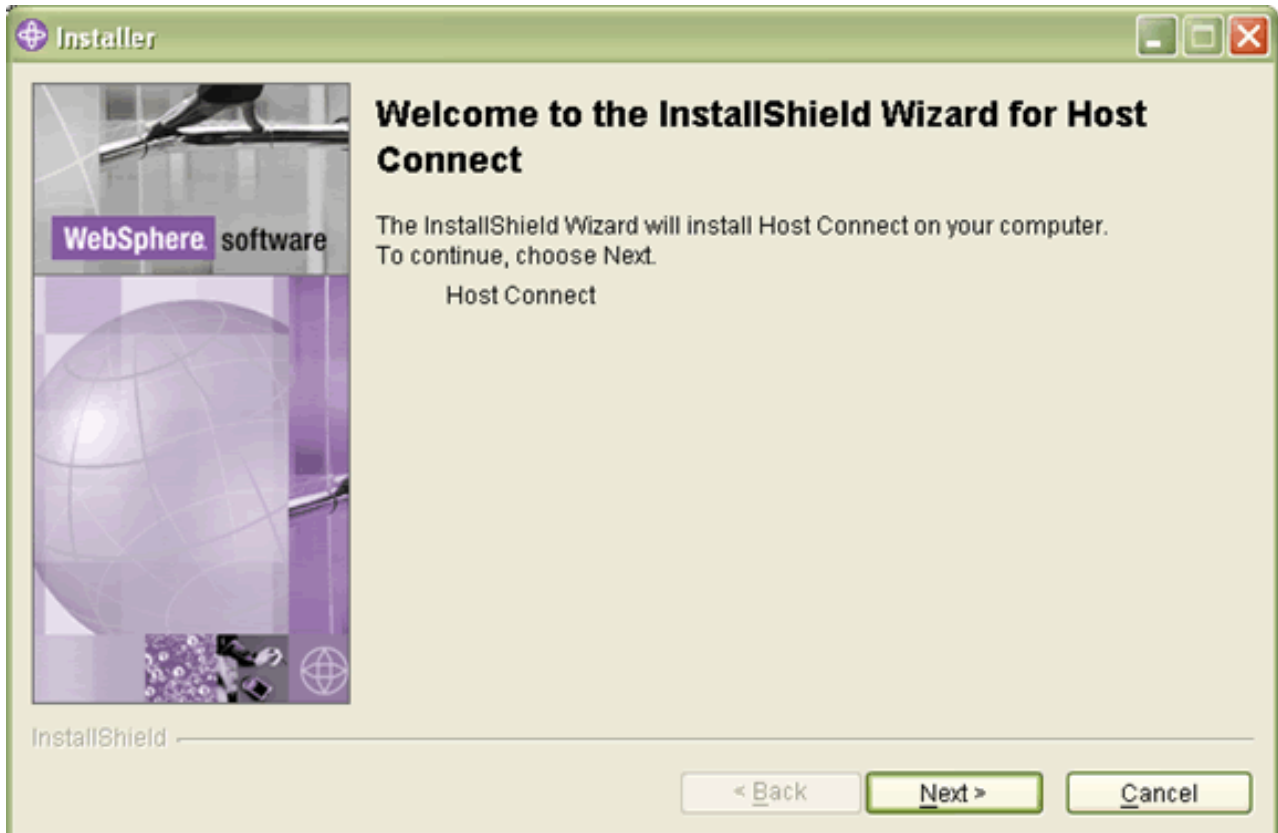 Installer
Welcome to the InstallShield Wizard for Host
Connect
WebSphere. software
The InstallShield Wizard will install Host Connect on your computer.
To continue, choose Next.
Host Connect
InstallShield
< Back
Next >
Cancel